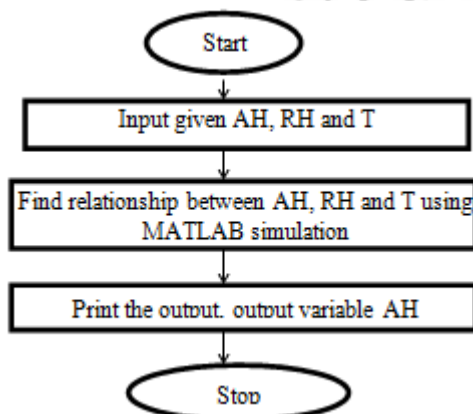 Start
Input given AH, RH and T
Find relationship between AH, RH and T using
MATLAB simulation
Print the output, output variable AH
Stop